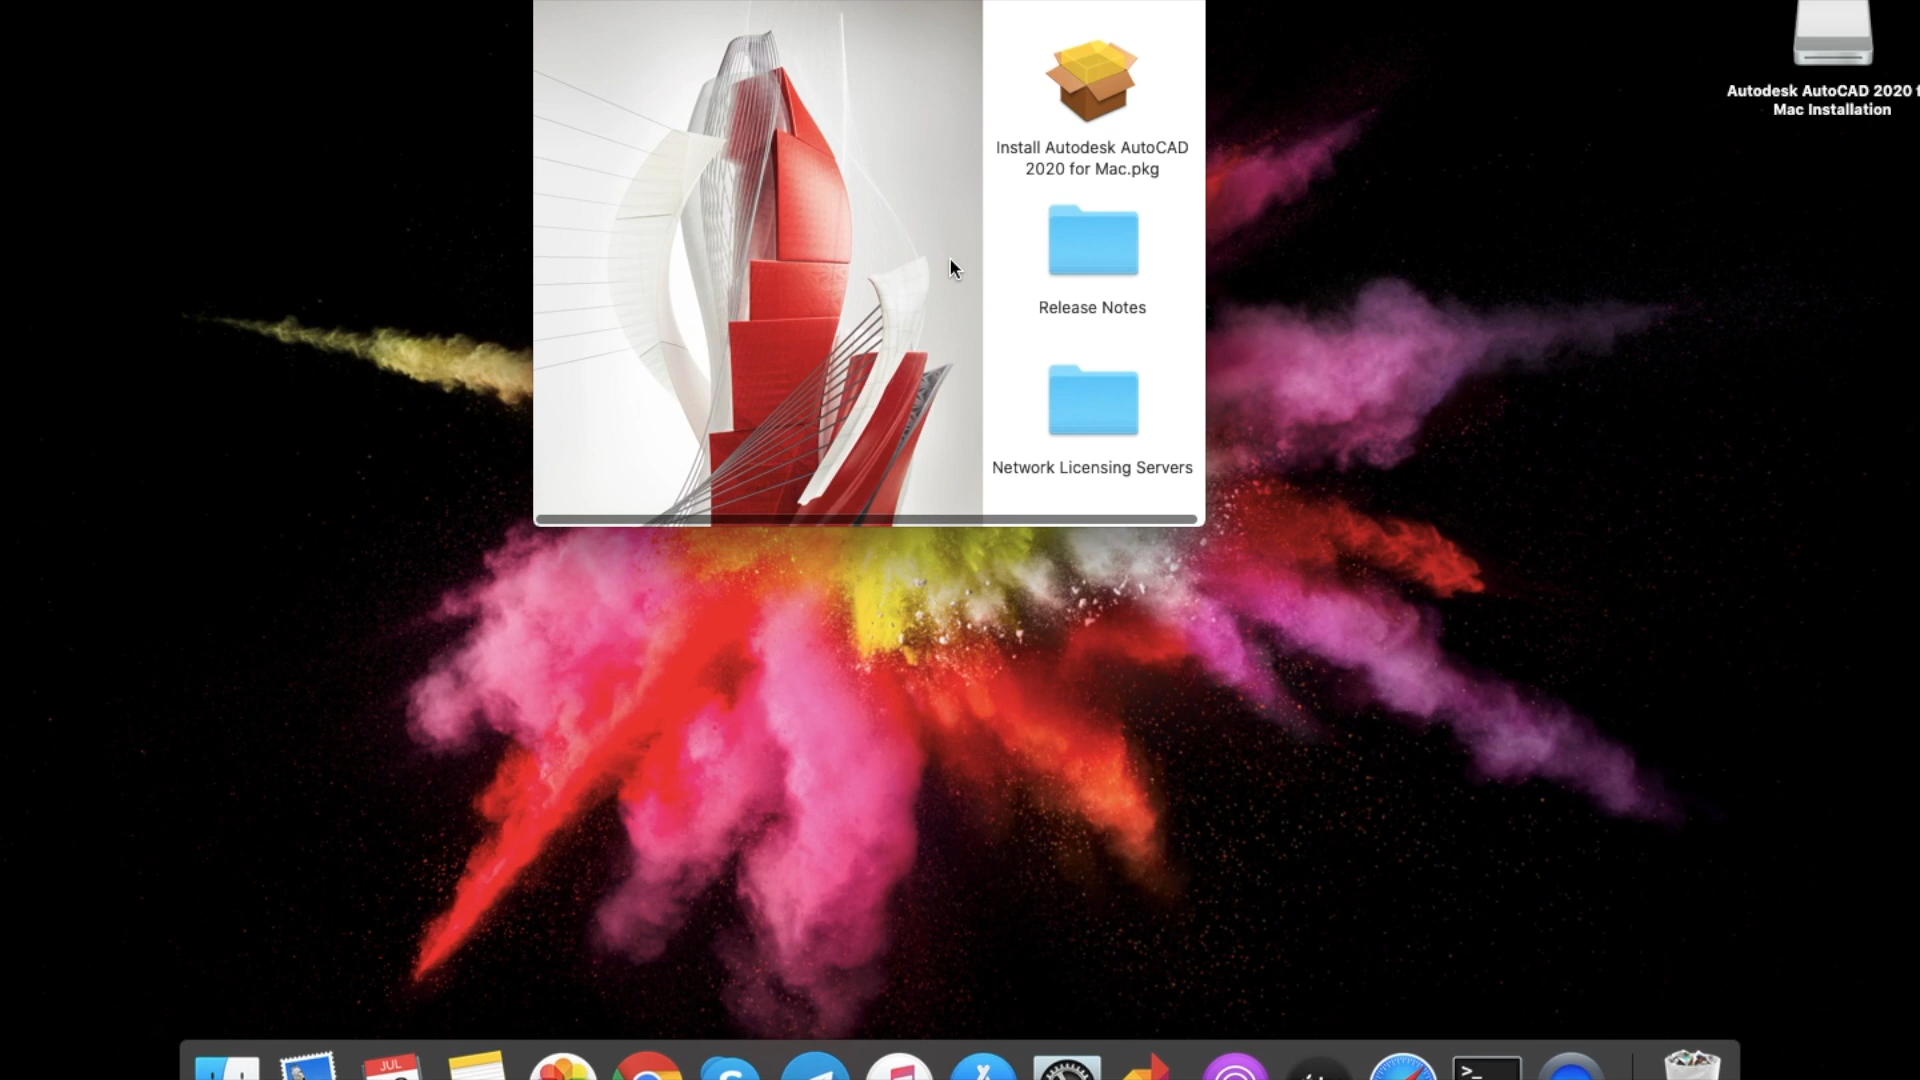 Install Autodesk AutoCAD
2020 for Mac.pkg
Release Notes
Network Licensing Servers
Autodesk AutoCAD 2020 f
Mac Installation
JUL
>_